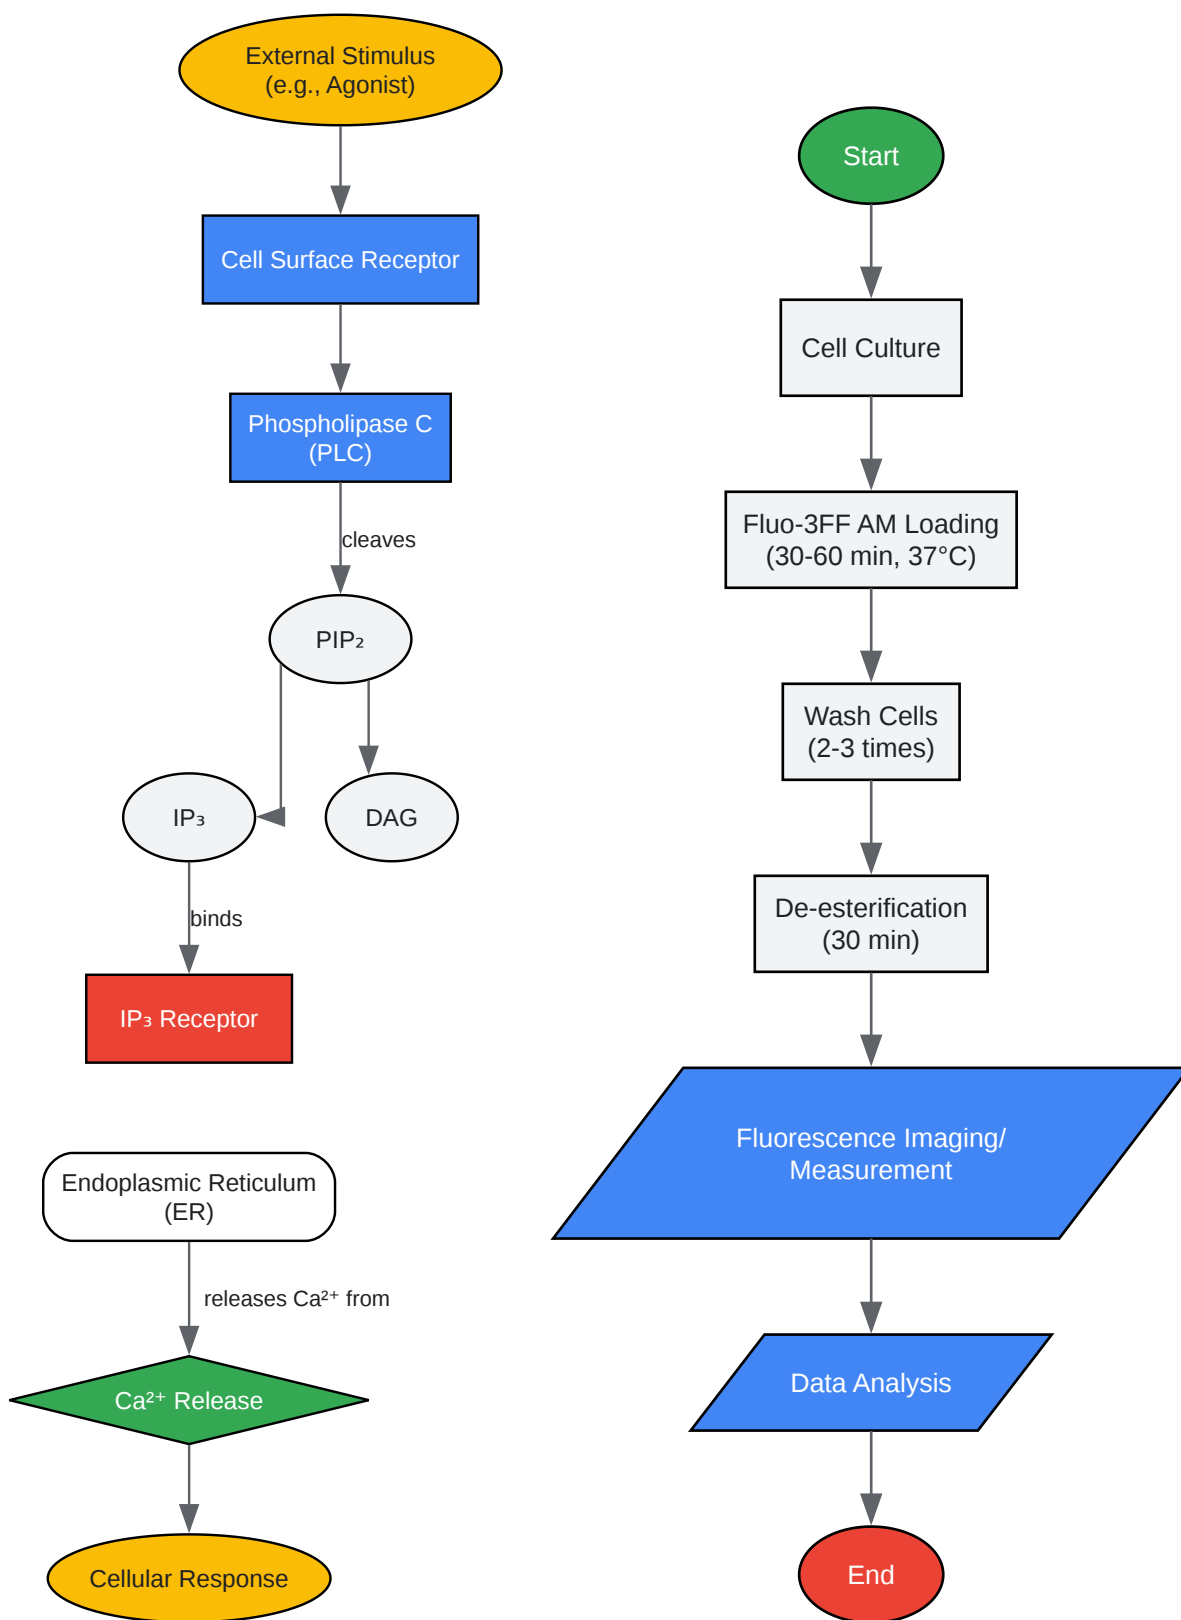 External Stimulus
(e.g., Agonist)
Cell Surface Receptor
Phospholipase C
(PLC)
cleaves
PIP₂
IP₃
DAG
binds
IP₃ Receptor
Endoplasmic Reticulum
(ER)
releases Ca²⁺ from
Ca²⁺ Release
Cellular Response
Start
Cell Culture
Fluo-3FF AM Loading
(30-60 min, 37°C)
Wash Cells
(2-3 times)
De-esterification
(30 min)
Fluorescence Imaging/
Measurement
Data Analysis
End